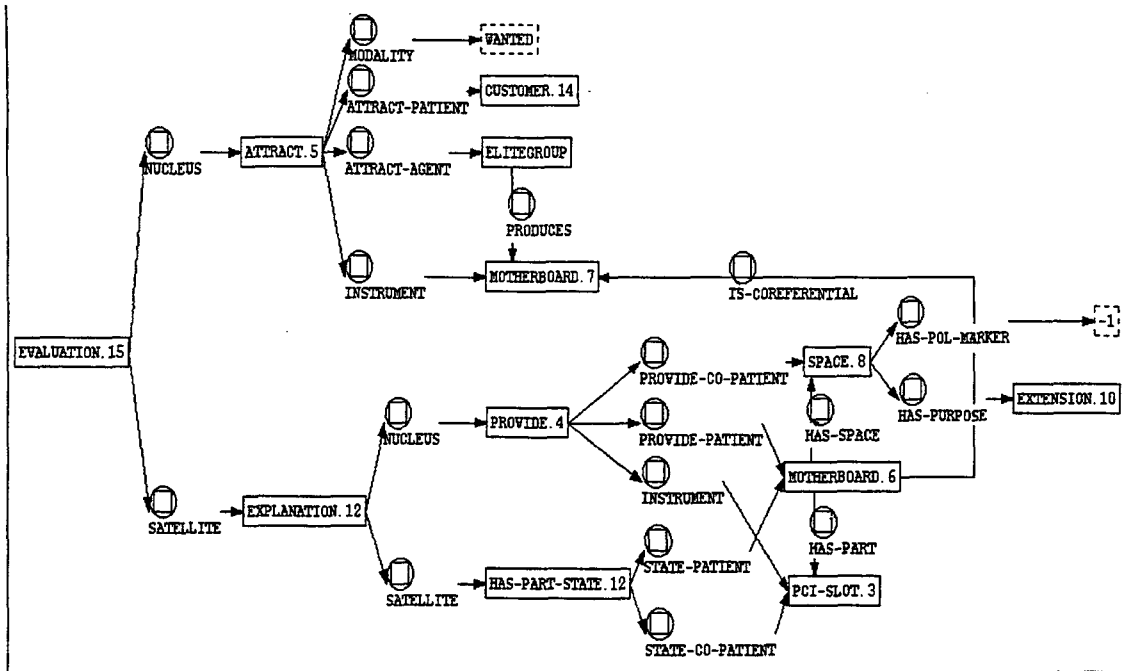 MODALITY
WANTED
ATTRACT-PATIENT
CUSTOMER.14
NUCLEUS
ATTRACT.5
ATTRACT-AGENT
ELITEGROUP
PRODUCES
INSTRUMENT
MOTHERBOARD.7
IS-COREFERENTIAL
EVALUATION.15
HAS-POL-MARKER
-1
PROVIDE-CO-PATIENT
SPACE.8
HAS-PURPOSE
EXTENSION.10
NUCLEUS
PROVIDE.4
PROVIDE-PATIENT
HAS-SPACE
INSTRUMENT
MOTHERBOARD.6
SATELLITE
EXPLANATION.12
HAS-PART
STATE-PATIENT
SATELLITE
HAS-PART-STATE.12
PCI-SLOT.3
STATE-CO-PATIENT